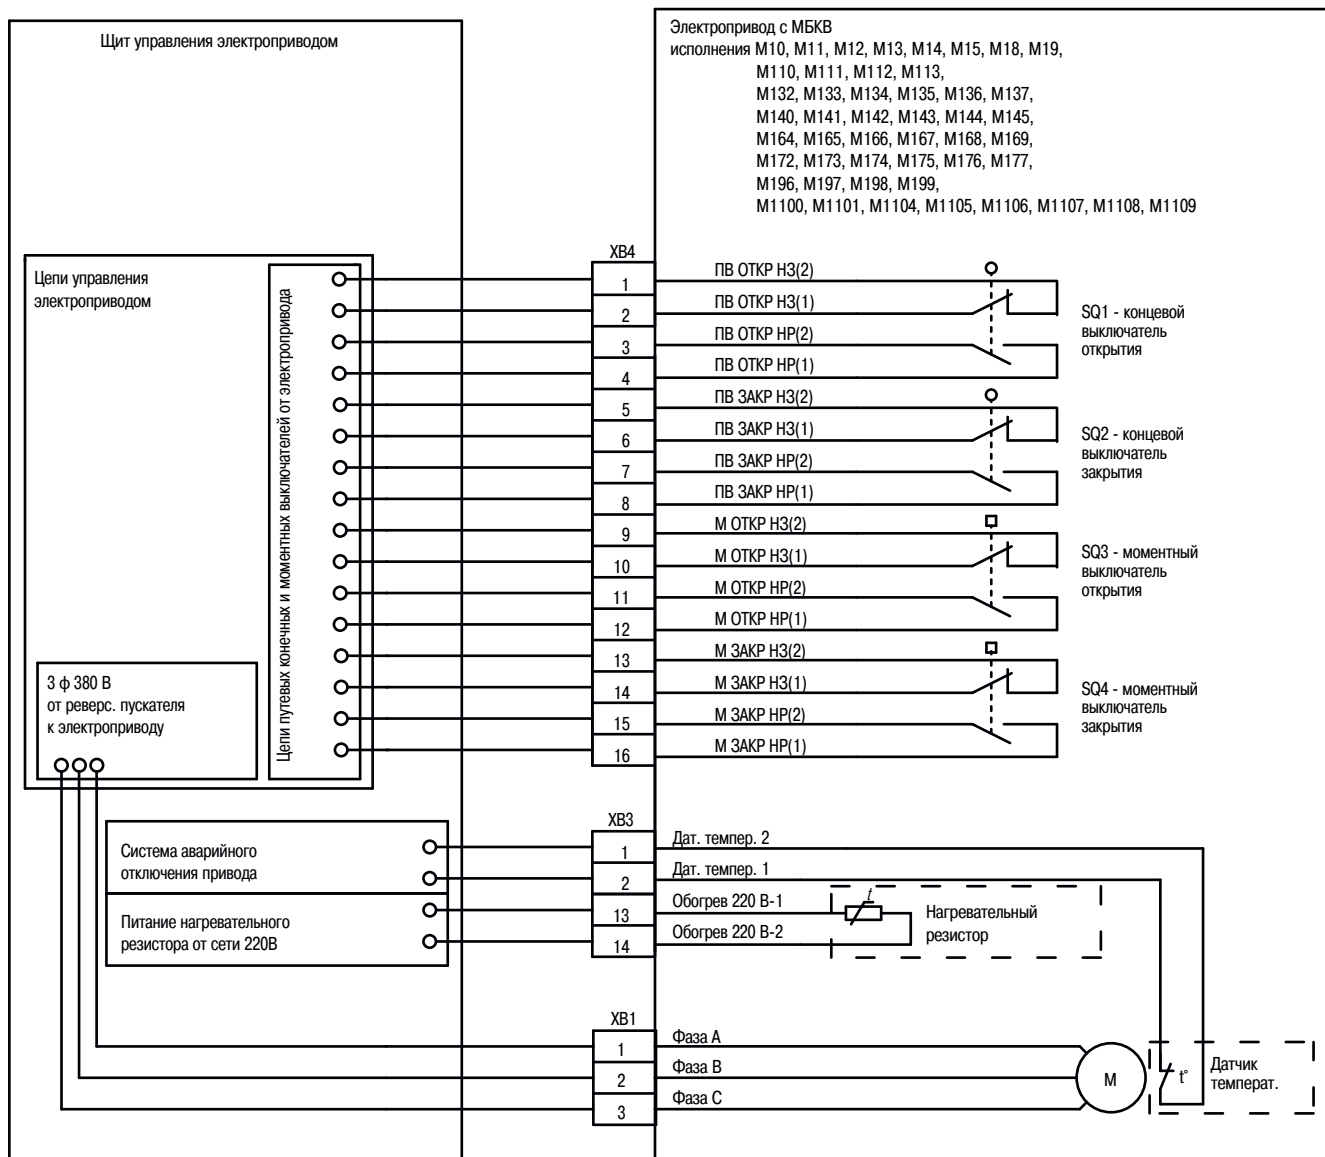 Щит управления электроприводом
Электропривод с МБКВ
исполнения М10, М11, М12, М13, М14, М15, М18, М19,
М110, М111, М112, М113,
М132, М133, М134, М135, М136, М137,
М140, М141, М142, М143, М144, М145,
М164, М165, М166, М167, М168, М169,
М172, М173, М174, М175, М176, М177,
М196, М197, М198, М199,
М1100, М1101, М1104, М1105, М1106, М1107, М1108, М1109
Цепи управления
электроприводом
Цепи путевых конечных и моментных выключателей от электропривода
3 ф 380 В
от реверс. пускателя
к электроприводу
XB4
1
2
3
4
5
6
7
8
9
10
11
12
13
14
15
16
ПВ ОТКР НЗ(2)
ПВ ОТКР НЗ(1)
ПВ ОТКР НР(2)
ПВ ОТКР НР(1)
ПВ ЗАКР НЗ(2)
ПВ ЗАКР НЗ(1)
ПВ ЗАКР НР(2)
ПВ ЗАКР НР(1)
М ОТКР НЗ(2)
М ОТКР НЗ(1)
М ОТКР НР(2)
М ОТКР НР(1)
М ЗАКР НЗ(2)
М ЗАКР НЗ(1)
М ЗАКР НР(2)
М ЗАКР НР(1)
SQ1 - концевой
выключатель
открытия
SQ2 - концевой
выключатель
закрытия
SQ3 - моментный
выключатель
открытия
SQ4 - моментный
выключатель
закрытия
Система аварийного
отключения привода
Питание нагревательного
резистора от сети 220В
XB3
1
2
13
14
Дат. темпер. 2
Дат. темпер. 1
Обогрев 220 В-1
Обогрев 220 В-2
t
Нагревательный
резистор
XB1
1
2
3
Фаза А
Фаза В
Фаза С
М
t°
Датчик
температ.